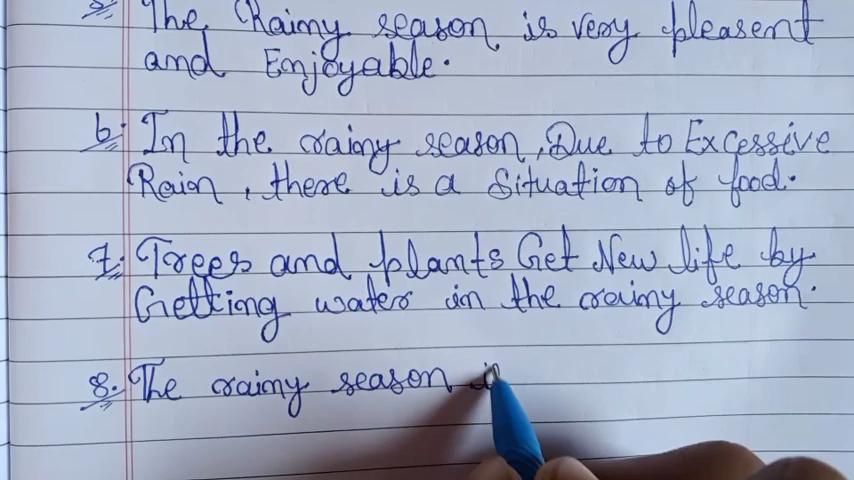 5. The Rainy season is very pleasent
and Enjoyable.
6. In the rainy season, Due to Excessive
Rain, there is a Situation of food.
7. Trees and plants Get New life by
Getting water in the rainy season.
8. The rainy season i